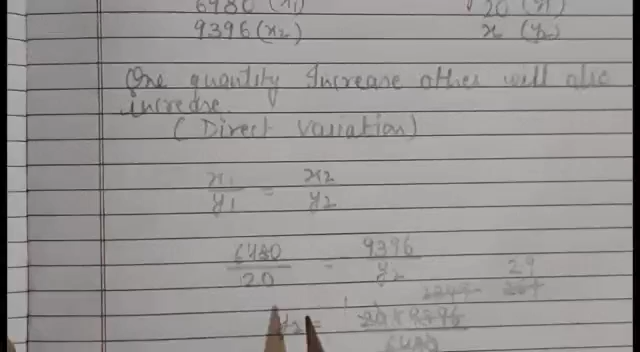 6480 (x1) 20 (y1)
9396 (x2) x (y2)
One quantity Increase other will also
increase.
( Direct variation)
x1/y1 = x2/y2
6480/20 = 9396/y2
29
y2 = 20 x 9396
6480